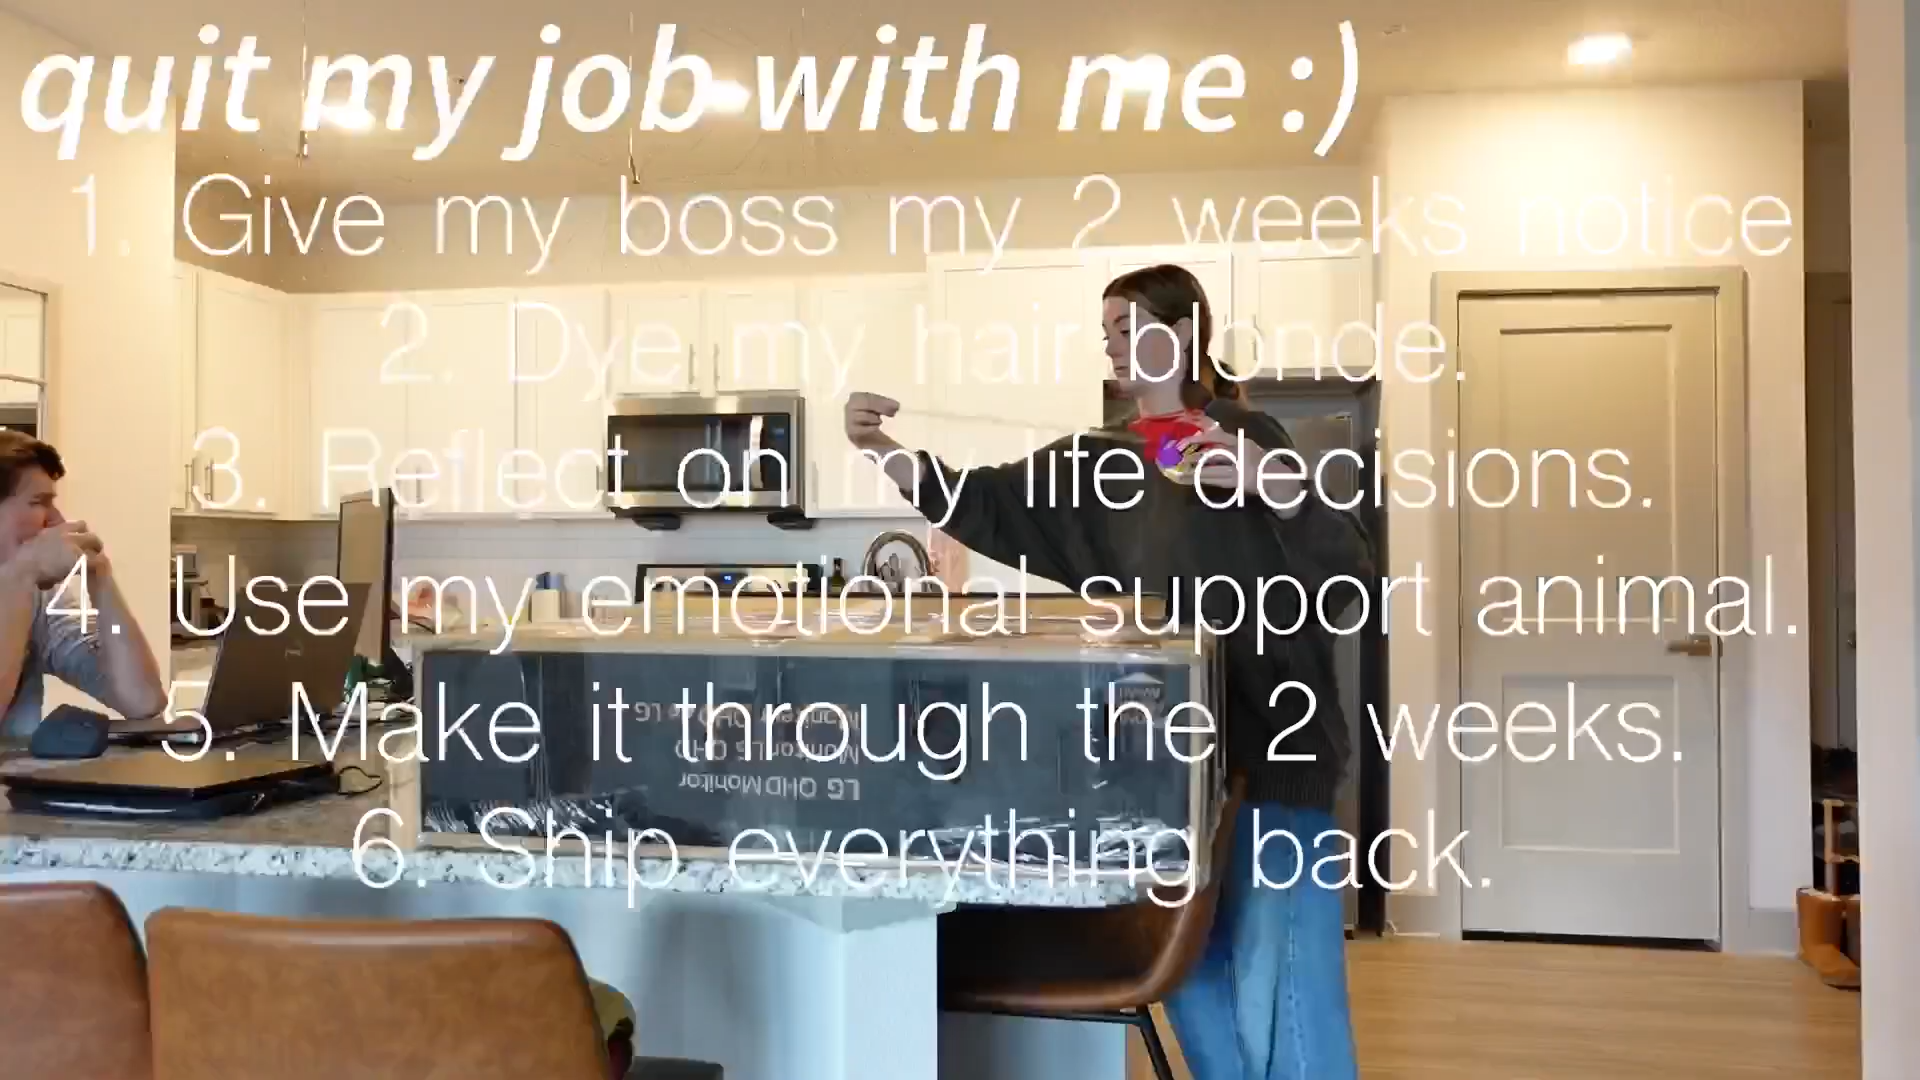 quit my job with me :)
1. Give my boss my 2 weeks notice
2. Dye my hair blonde.
3. Reflect on my life decisions.
4. Use my emotional support animal.
5. Make it through the 2 weeks.
6. Ship everything back.
LG QHD Monitor